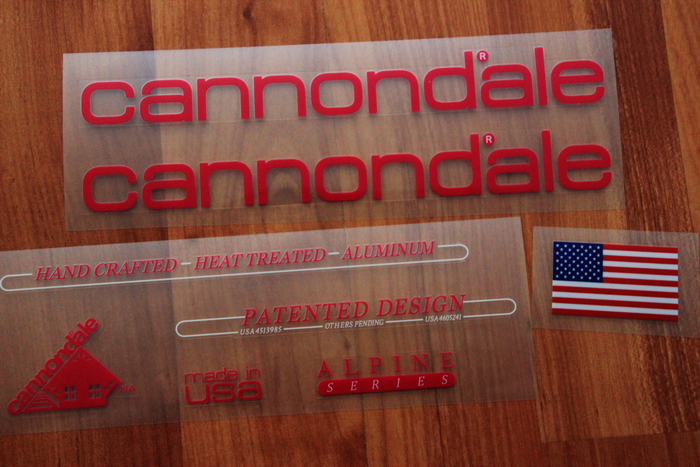 cannondale®
cannondale®
HAND CRAFTED – HEAT TREATED – ALUMINUM
PATENTED DESIGN
USA 4513985 OTHERS PENDING USA 4605241
cannondale
USA
made in
usa
ALPINE
SERIES